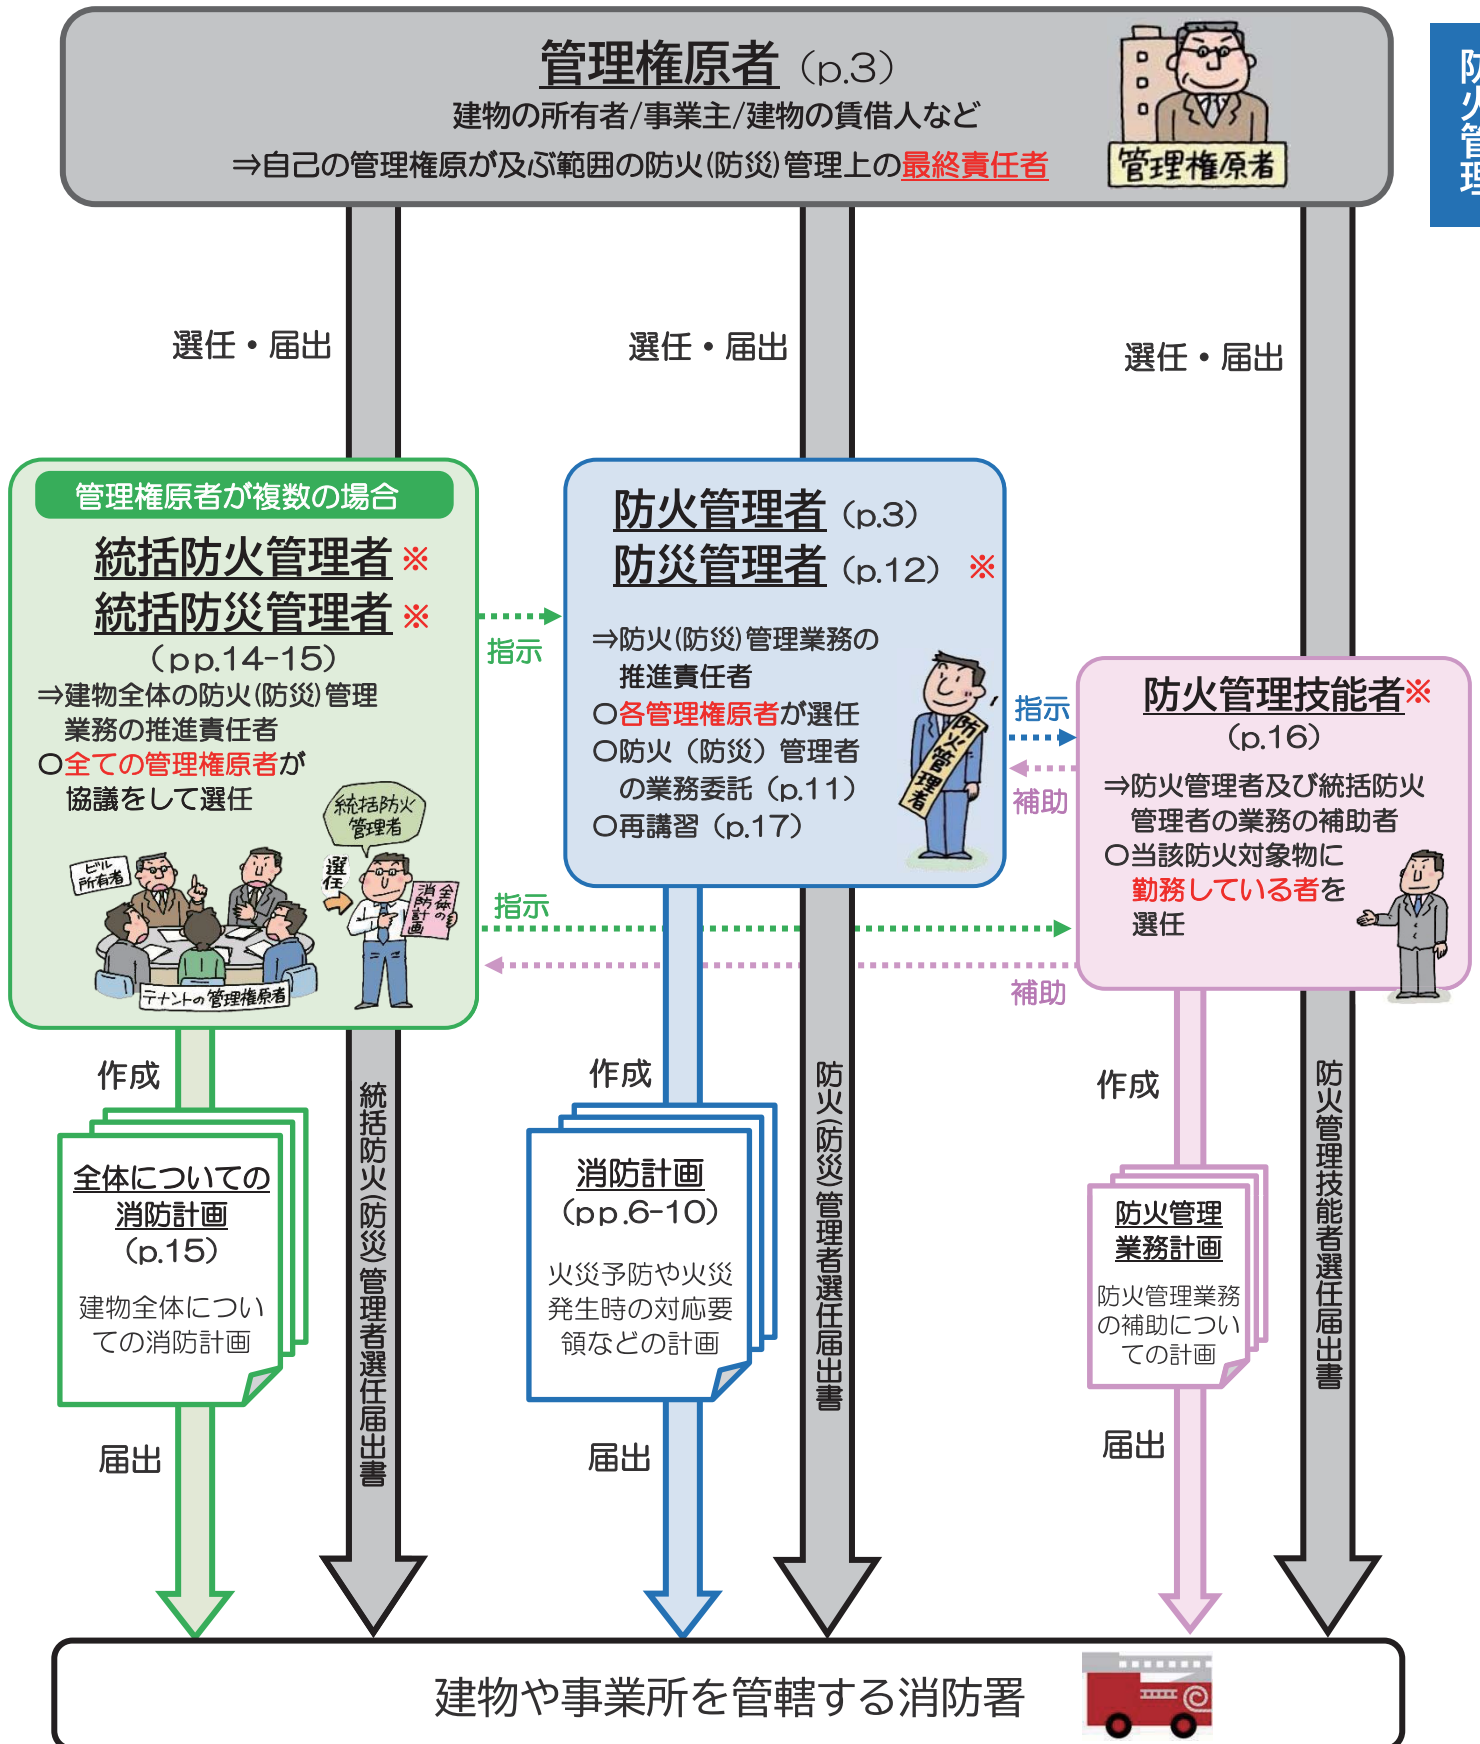 管理権原者（p.3）
建物の所有者/事業主/建物の賃借人など
⇒自己の管理権原が及ぶ範囲の防火(防災)管理上の最終責任者
管理権原者
防火管理
選任・届出
選任・届出
選任・届出
管理権原者が複数の場合
統括防火管理者※
統括防災管理者※
（pp.14-15）
⇒建物全体の防火(防災)管理
業務の推進責任者
〇全ての管理権原者が
協議をして選任
統括防火
管理者
ビル
所有者
選任
全体の
消防計画
テナントの管理権原者
指示
防火管理者（p.3）
防災管理者（p.12）※
⇒防火(防災)管理業務の
推進責任者
〇各管理権原者が選任
〇防火（防災）管理者
の業務委託（p.11）
〇再講習（p.17）
防火管理者
指示
補助
防火管理技能者※
（p.16）
⇒防火管理者及び統括防火
管理者の業務の補助者
〇当該防火対象物に
勤務している者を
選任
指示
補助
作成
全体についての
消防計画
（p.15）
建物全体につい
ての消防計画
届出
統括防火(防災)管理者選任届出書
作成
消防計画
（pp.6-10）
火災予防や火災
発生時の対応要
領などの計画
届出
防火(防災)管理者選任届出書
作成
防火管理
業務計画
防火管理業務
の補助につい
ての計画
届出
防火管理技能者選任届出書
建物や事業所を管轄する消防署